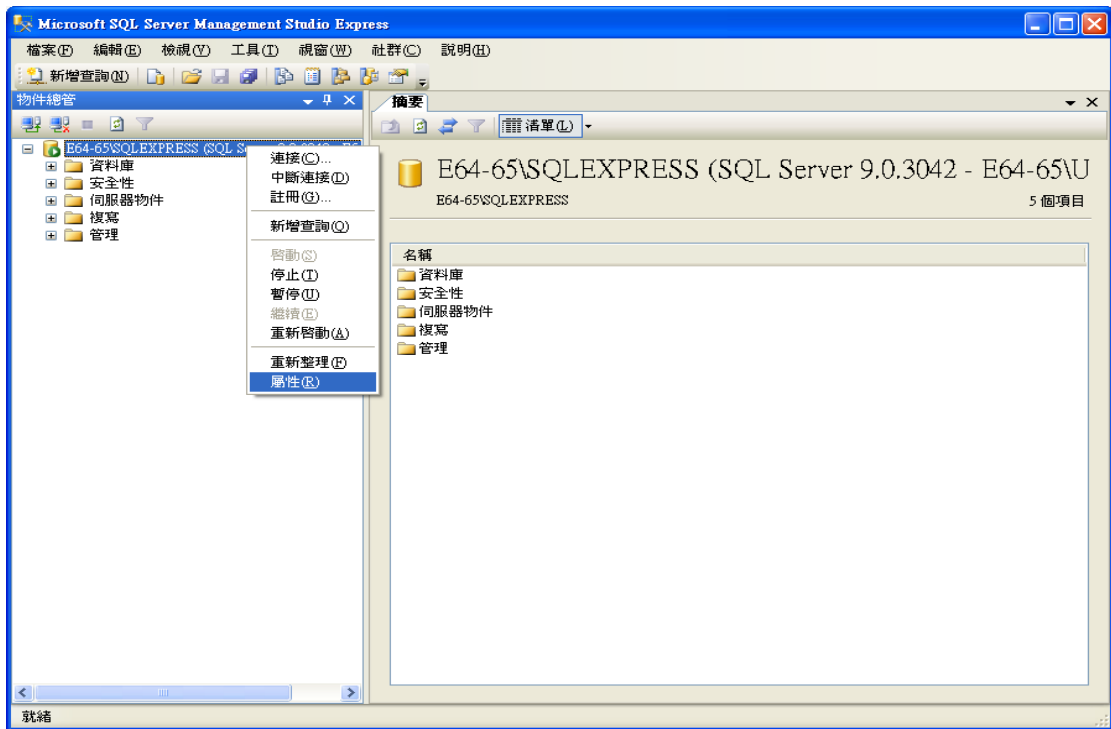 Microsoft SQL Server Management Studio Express
檔案(F) 編輯(E) 檢視(V) 工具(T) 視窗(W) 社群(C) 說明(H)
新增查詢(N)
物件總管
摘要
清單(L)
E64-65\SQLEXPRESS (SQL S
資料庫
安全性
伺服器物件
複寫
管理
連接(C)...
中斷連接(D)
註冊(G)...
新增查詢(Q)
啓動(S)
停止(T)
暫停(U)
繼續(E)
重新啓動(A)
重新整理(F)
屬性(R)
E64-65\SQLEXPRESS (SQL Server 9.0.3042 - E64-65\U
E64-65\SQLEXPRESS
5 個項目
名稱
資料庫
安全性
伺服器物件
複寫
管理
就緒